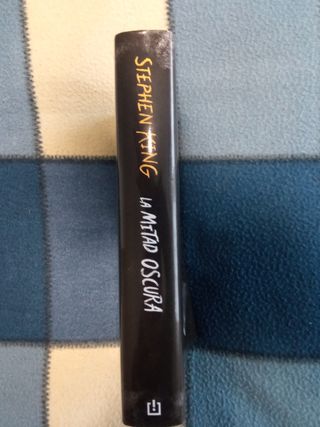 STEPHEN KING
LA MITAD OSCURA